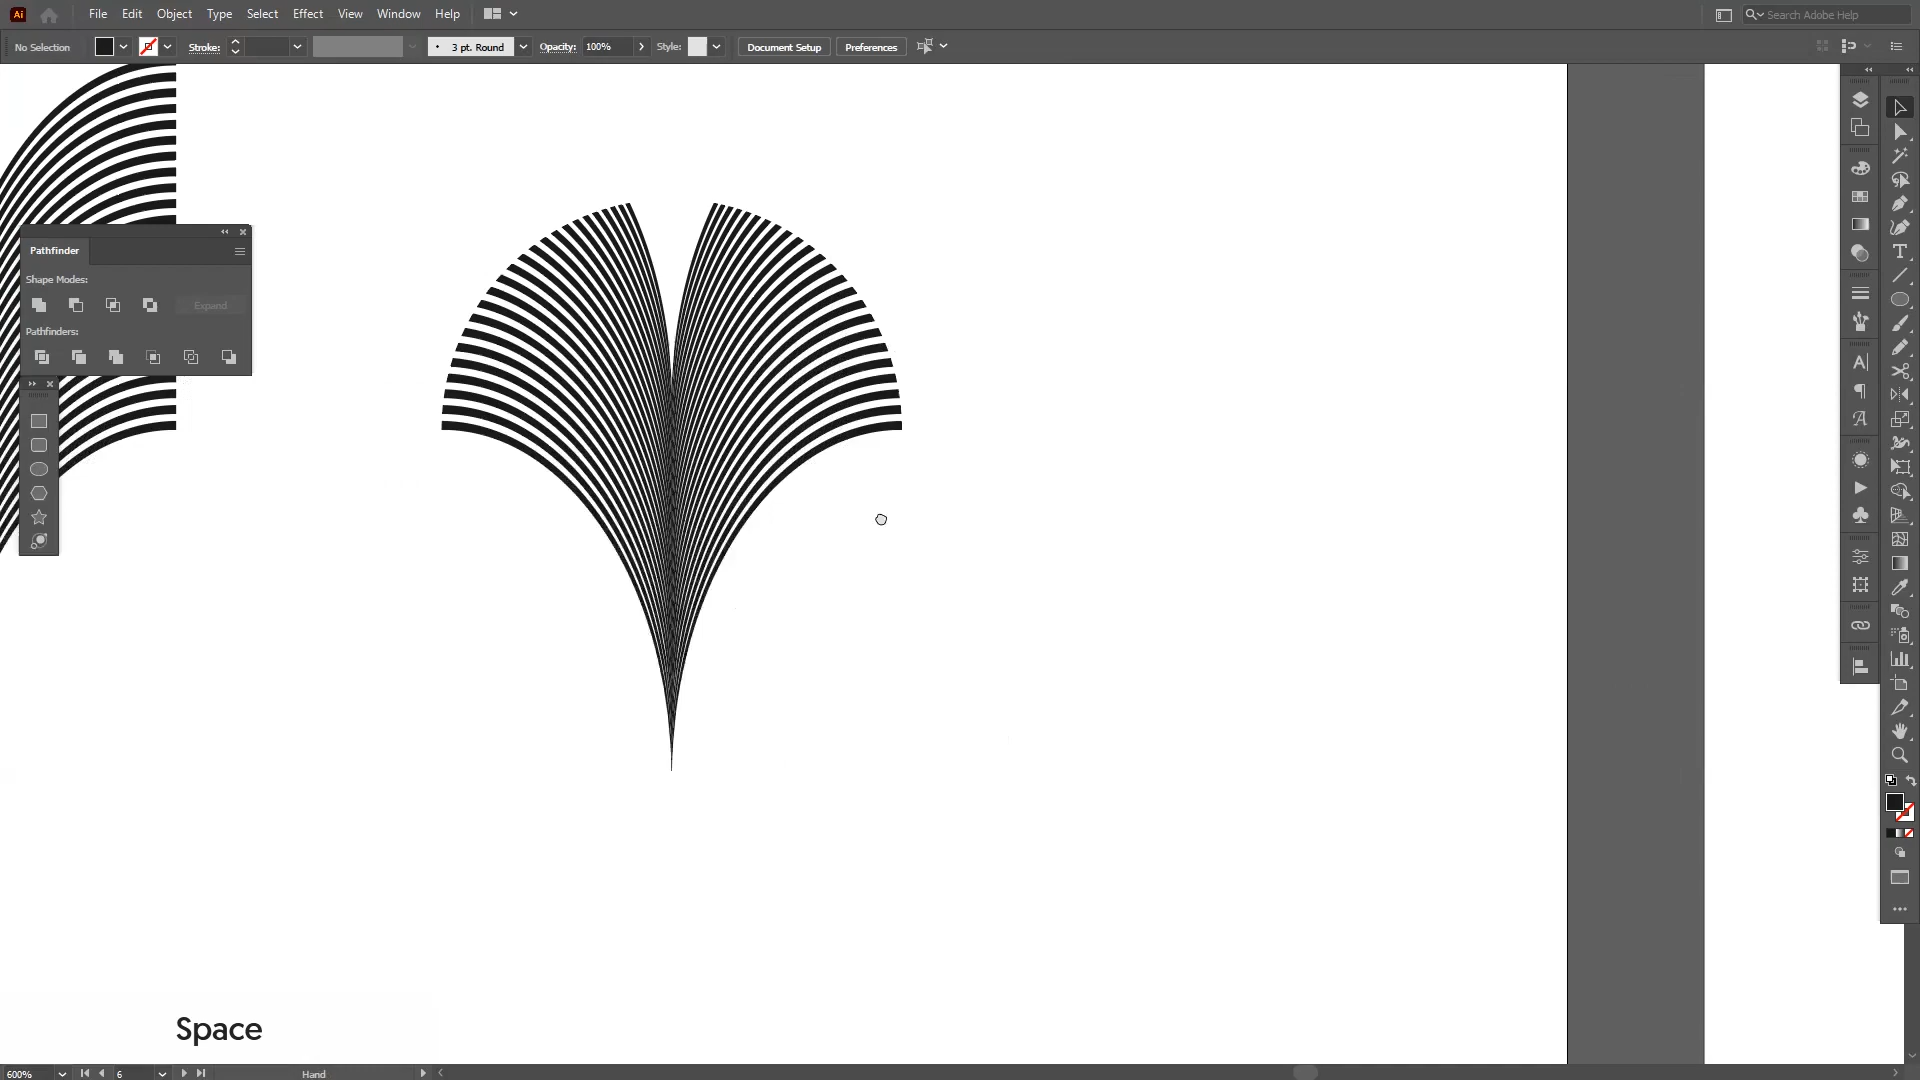 Ai File Edit Object Type Select Effect View Window Help Search Adobe Help
No Selection Stroke: 3 pt. Round Opacity: 100% Style: Document Setup Preferences
Pathfinder
Shape Modes:
Expand
Pathfinders:
Space
600% 6 Hand